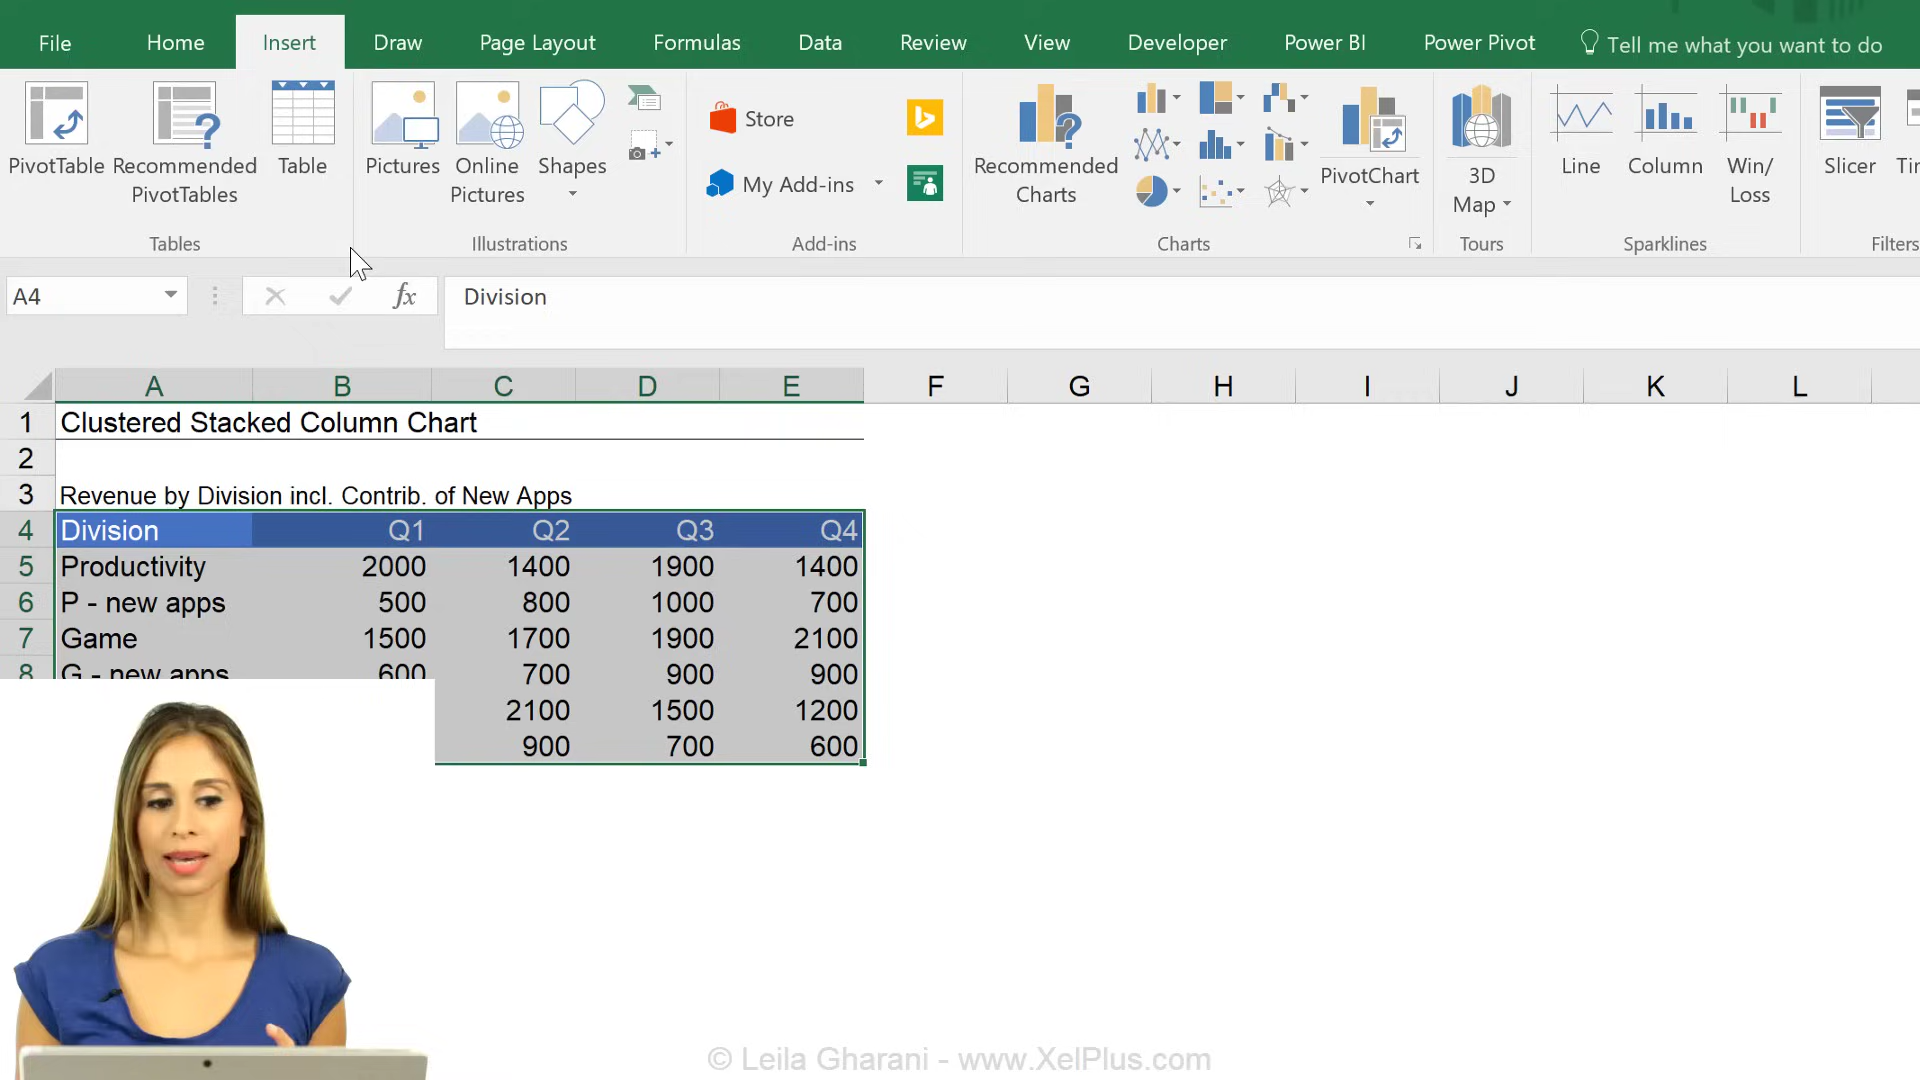 File Home Insert Draw Page Layout Formulas Data Review View Developer Power BI Power Pivot Tell me what you want to do
PivotTable
Recommended
PivotTables
Table
Tables
Pictures
Online
Pictures
Shapes
Illustrations
Store
My Add-ins
Add-ins
Recommended
Charts
PivotChart
Charts
3D
Map
Tours
Line
Column
Win/
Loss
Sparklines
Slicer
Filters
A4 fx Division
A B C D E F G H I J K L
1 Clustered Stacked Column Chart
2
3 Revenue by Division incl. Contrib. of New Apps
4 Division Q1 Q2 Q3 Q4
5 Productivity 2000 1400 1900 1400
6 P - new apps 500 800 1000 700
7 Game 1500 1700 1900 2100
8 G - new apps 600 700 900 900
2100 1500 1200
900 700 600
© Leila Gharani - www.XelPlus.com